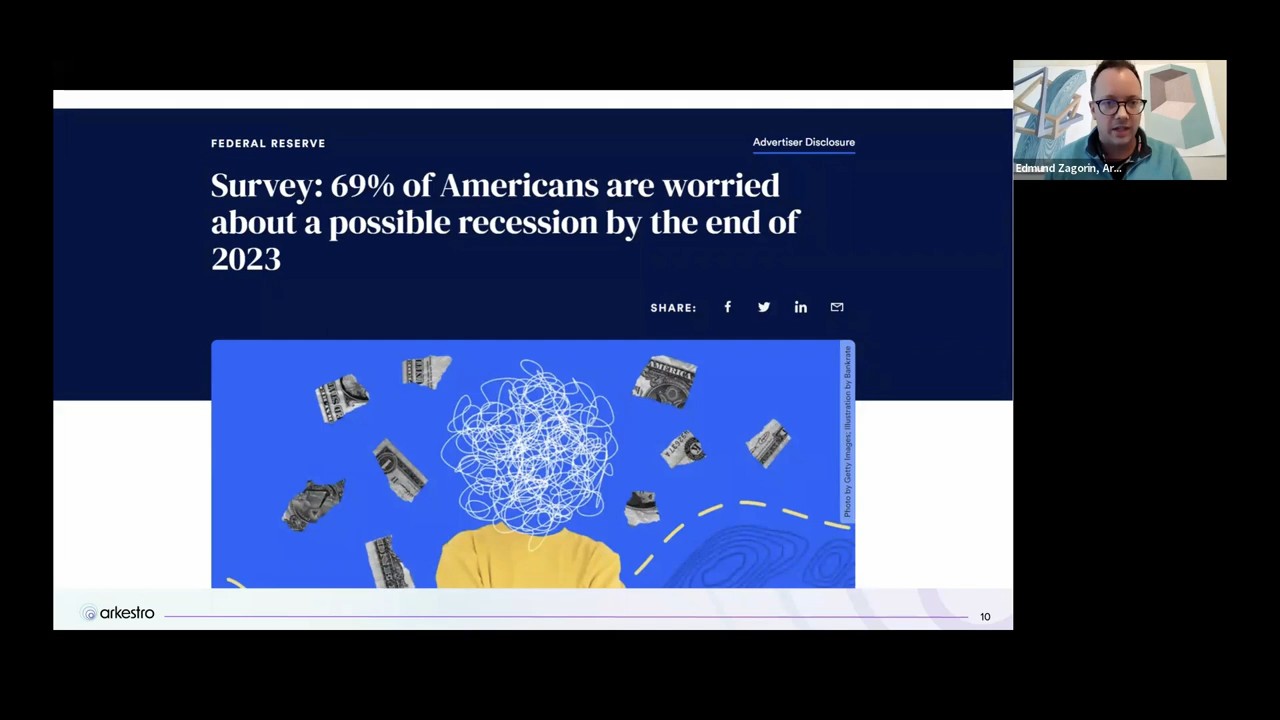 FEDERAL RESERVE
Advertiser Disclosure
Survey: 69% of Americans are worried
about a possible recession by the end of
2023
SHARE:
AMERICA
Photo by Getty Images; Illustration by Bankrate
Edmund Zagorin, Ar...
arkestro
10